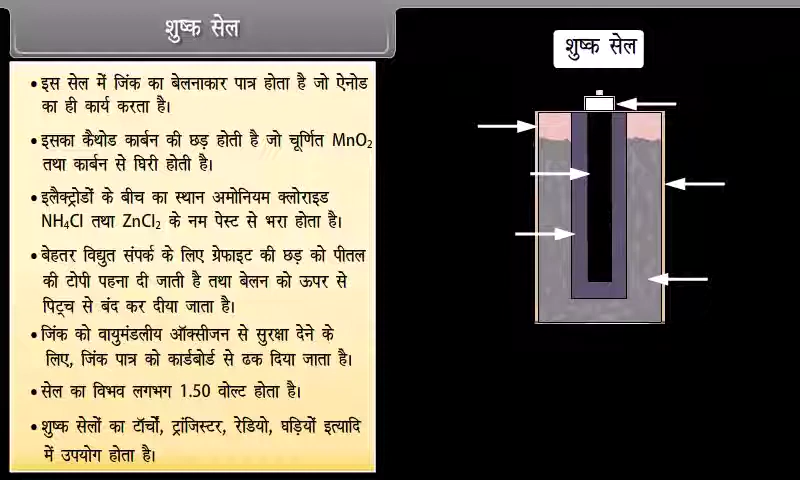 शुष्क सेल
शुष्क सेल
• इस सेल में जिंक का बेलनाकार पात्र होता है जो ऐनोड
का ही कार्य करता है।
• इसका कैथोड कार्बन की छड़ होती है जो चूर्णित MnO₂
तथा कार्बन से घिरी होती है।
• इलैक्ट्रोडों के बीच का स्थान अमोनियम क्लोराइड
NH₄Cl तथा ZnCl₂ के नम पेस्ट से भरा होता है।
• बेहतर विद्युत संपर्क के लिए ग्रेफाइट की छड़ को पीतल
की टोपी पहना दी जाती है तथा बेलन को ऊपर से
पिट्च से बंद कर दीया जाता है।
• जिंक को वायुमंडलीय ऑक्सीजन से सुरक्षा देने के
लिए, जिंक पात्र को कार्डबोर्ड से ढक दिया जाता है।
• सेल का विभव लगभग 1.50 वोल्ट होता है।
• शुष्क सेलों का टॉर्चों, ट्रांजिस्टर, रेडियो, घड़ियों इत्यादि
में उपयोग होता है।